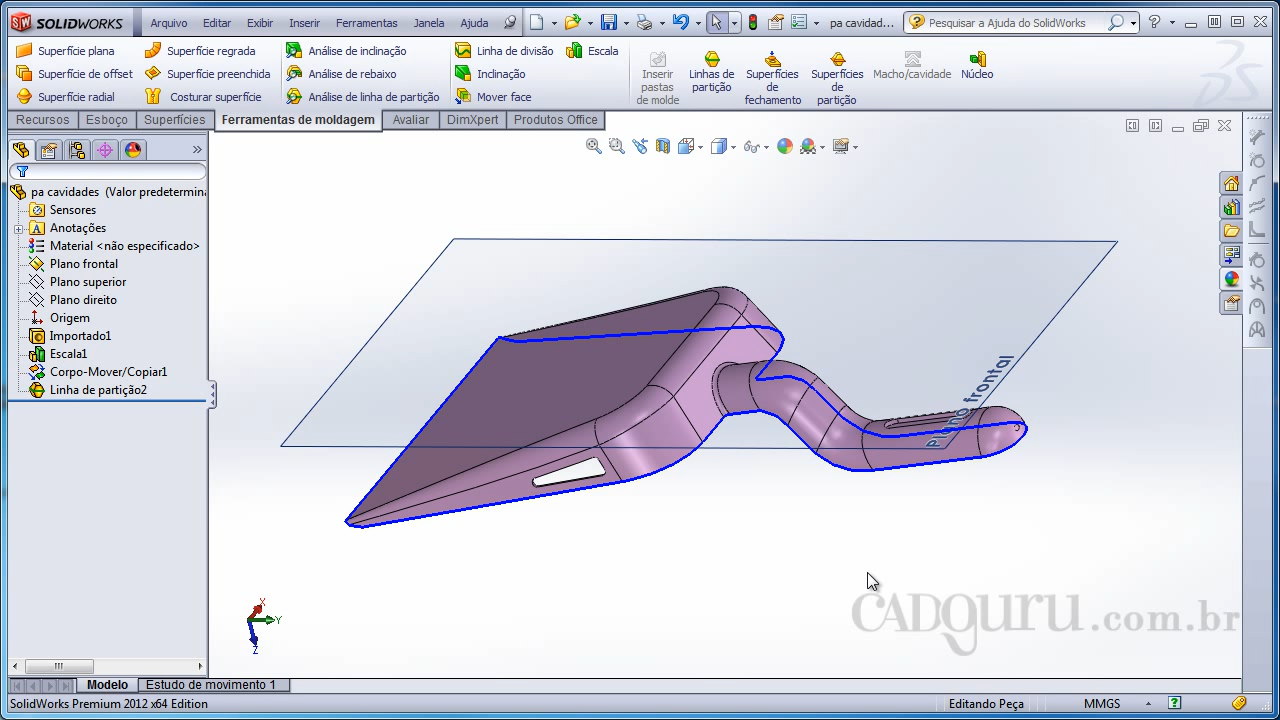 SOLIDWORKS Arquivo Editar Exibir Inserir Ferramentas Janela Ajuda pa cavidad... Pesquisar a Ajuda do SolidWorks
Superfície plana Superfície regrada Análise de inclinação Linha de divisão Escala
Superfície de offset Superfície preenchida Análise de rebaixo Inclinação
Superfície radial Costurar superfície Análise de linha de partição Mover face
Inserir pastas de molde
Linhas de partição
Superfícies de fechamento
Superfícies de partição
Macho/cavidade
Núcleo
Recursos Esboço Superfícies Ferramentas de moldagem Avaliar DimXpert Produtos Office
pa cavidades (Valor predetermina
Sensores
Anotações
Material <não especificado>
Plano frontal
Plano superior
Plano direito
Origem
Importado1
Escala1
Corpo-Mover/Copiar1
Linha de partição2
Plano frontal
X
Y
Z
CADGURU.com.br
Modelo Estudo de movimento 1
SolidWorks Premium 2012 x64 Edition Editando Peça MMGS